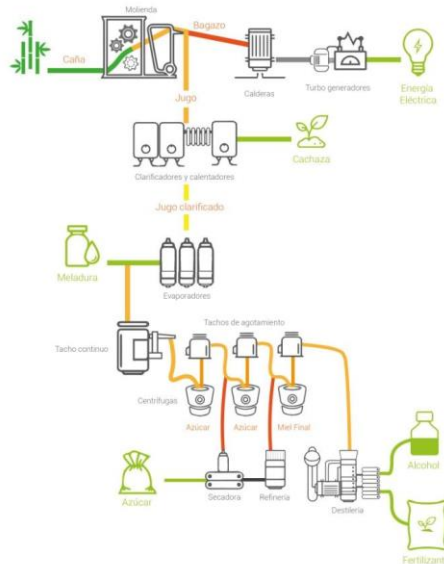 Molienda
Bagazo
Caña
Jugo
Calderas
Turbo generadores
Energía
Eléctrica
Cachaza
Clarificadores y calentadores
Jugo clarificado
Meladura
Evaporadores
Tachos de agotamiento
Tacho continuo
Centrífugas
Azúcar
Azúcar
Miel Final
Alcohol
Azúcar
Secadora
Refinería
Destilería
Fertilizant